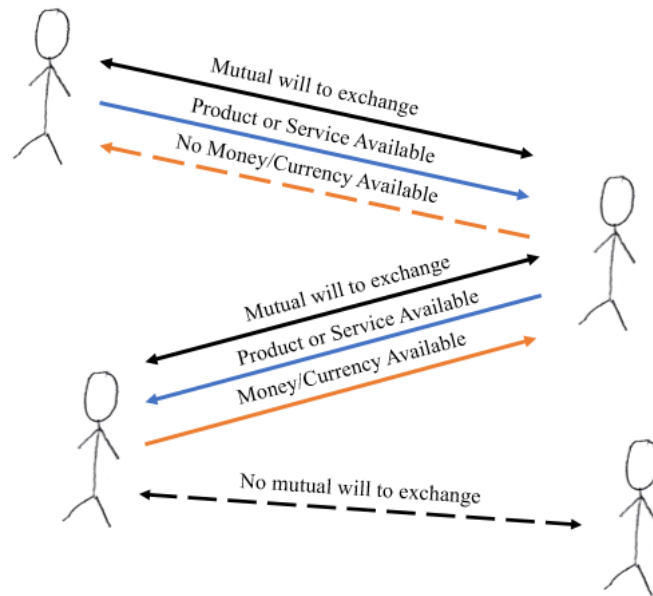 Mutual will to exchange
Product or Service Available
No Money/Currency Available
Mutual will to exchange
Product or Service Available
Money/Currency Available
No mutual will to exchange